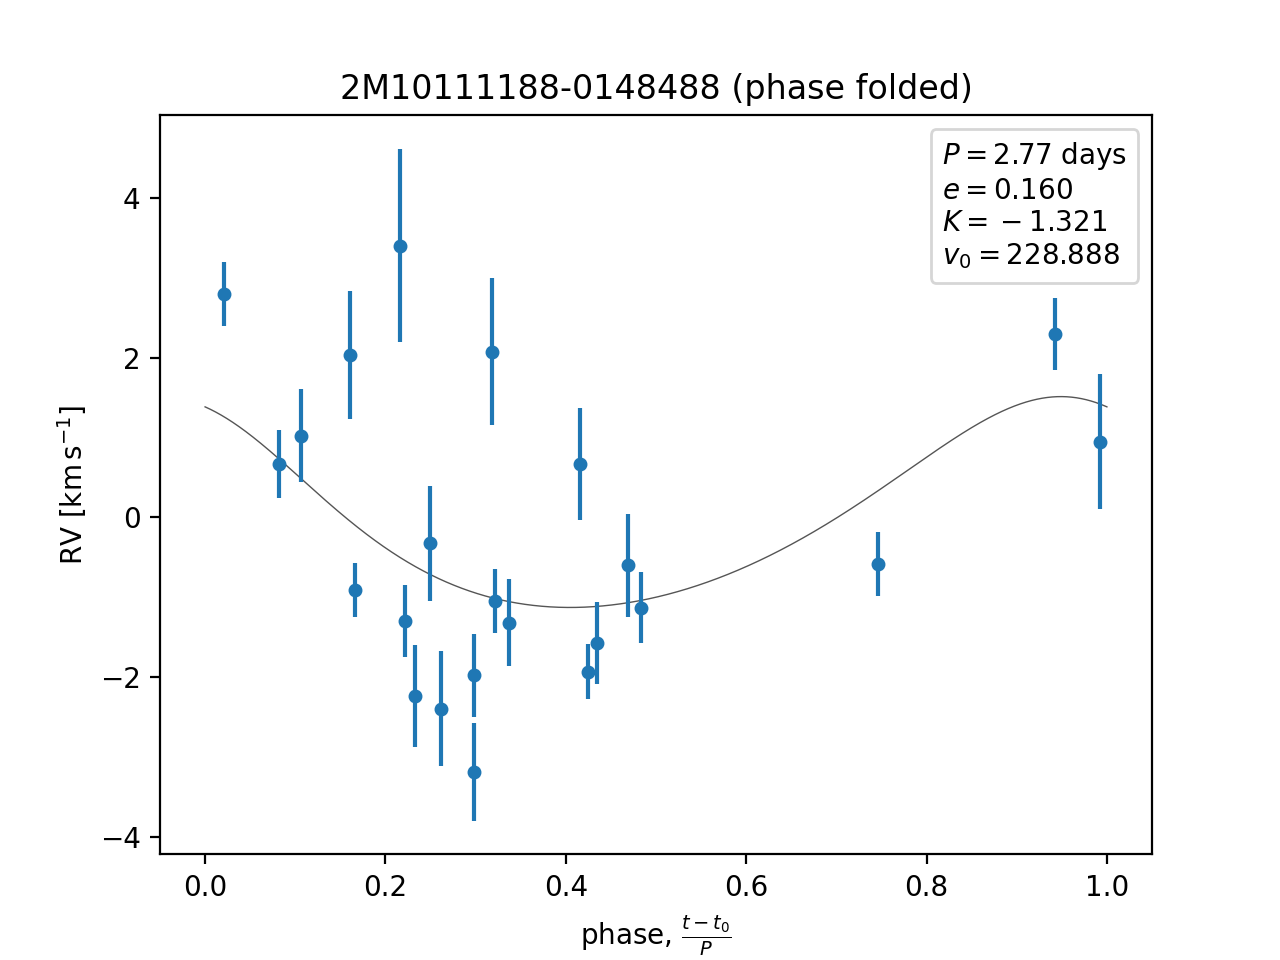 2M10111188-0148488 (phase folded)
P = 2.77 days
e = 0.160
K = −1.321
v₀ = 228.888
4
2
0
−2
−4
RV [km s⁻¹]
0.0 0.2 0.4 0.6 0.8 1.0
phase, (t − t₀)/P